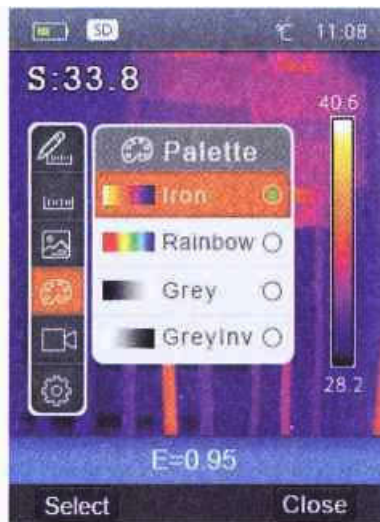 SD ℃ 11:08
S:33.8
40.6
Palette
Iron
Rainbow
Grey
GreyInv
28.2
E=0.95
Select Close